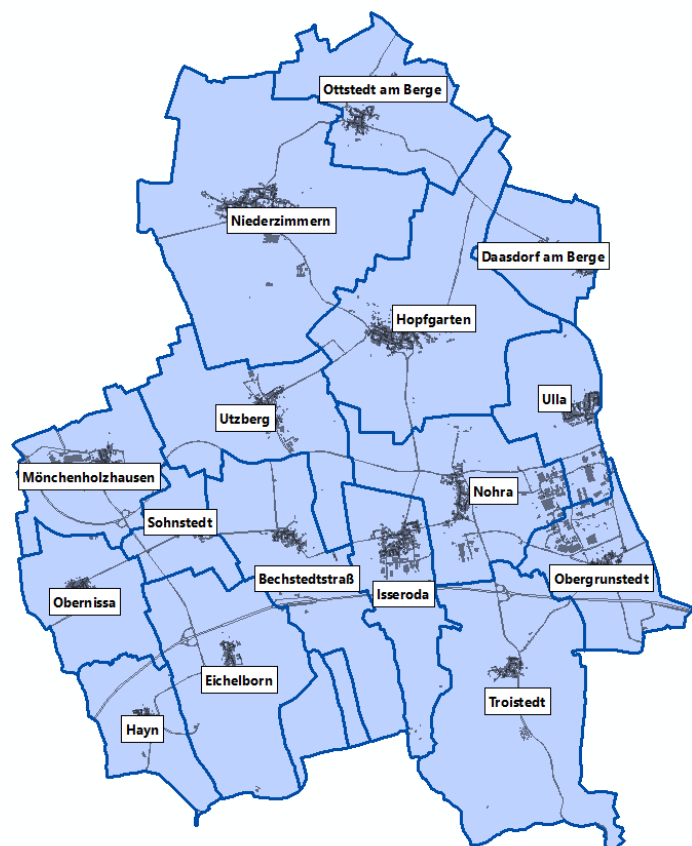 Ottstedt am Berge
Niederzimmern
Daasdorf am Berge
Hopfgarten
Ulla
Utzberg
Mönchenholzhausen
Nohra
Sohnstedt
Bechstedtstraß
Obergrunstedt
Isseroda
Obernissa
Eichelborn
Troistedt
Hayn